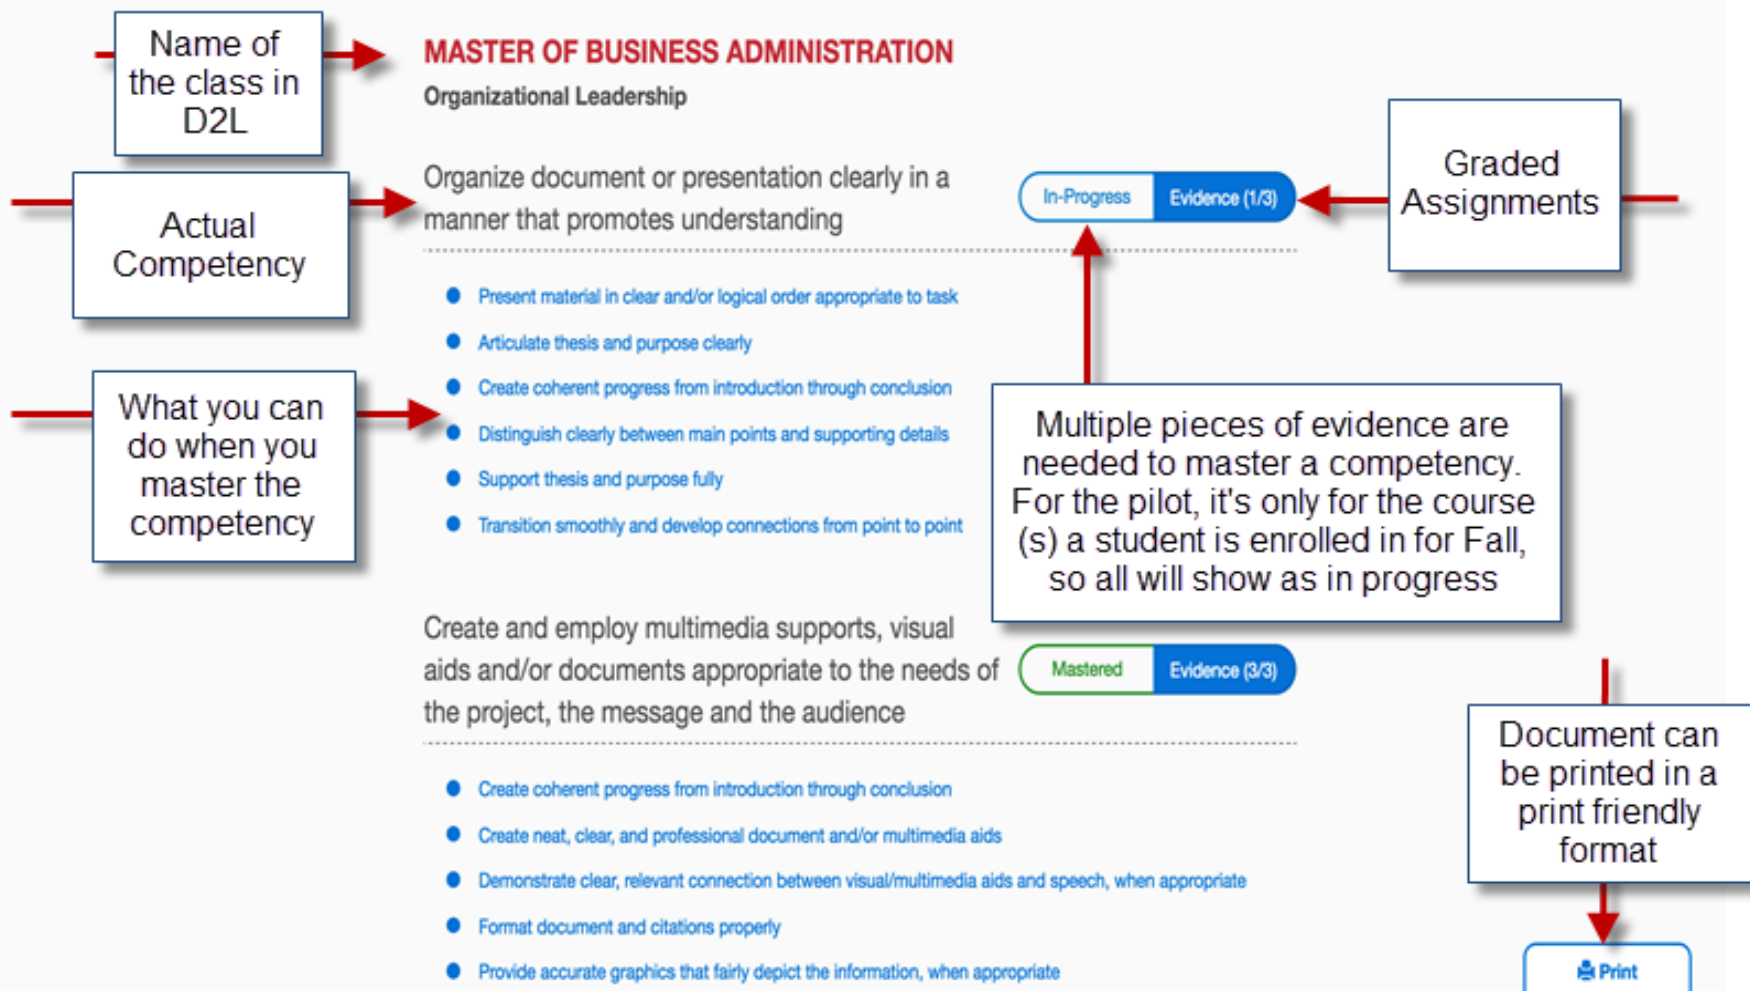 Name of
the class in
D2L
MASTER OF BUSINESS ADMINISTRATION
Organizational Leadership
Actual
Competency
Organize document or presentation clearly in a
manner that promotes understanding
In-Progress
Evidence (1/3)
Graded
Assignments
What you can
do when you
master the
competency
Present material in clear and/or logical order appropriate to task
Articulate thesis and purpose clearly
Create coherent progress from introduction through conclusion
Distinguish clearly between main points and supporting details
Support thesis and purpose fully
Transition smoothly and develop connections from point to point
Multiple pieces of evidence are
needed to master a competency.
For the pilot, it's only for the course
(s) a student is enrolled in for Fall,
so all will show as in progress
Create and employ multimedia supports, visual
aids and/or documents appropriate to the needs of
the project, the message and the audience
Mastered
Evidence (3/3)
Create coherent progress from introduction through conclusion
Create neat, clear, and professional document and/or multimedia aids
Demonstrate clear, relevant connection between visual/multimedia aids and speech, when appropriate
Format document and citations properly
Provide accurate graphics that fairly depict the information, when appropriate
Document can
be printed in a
print friendly
format
Print